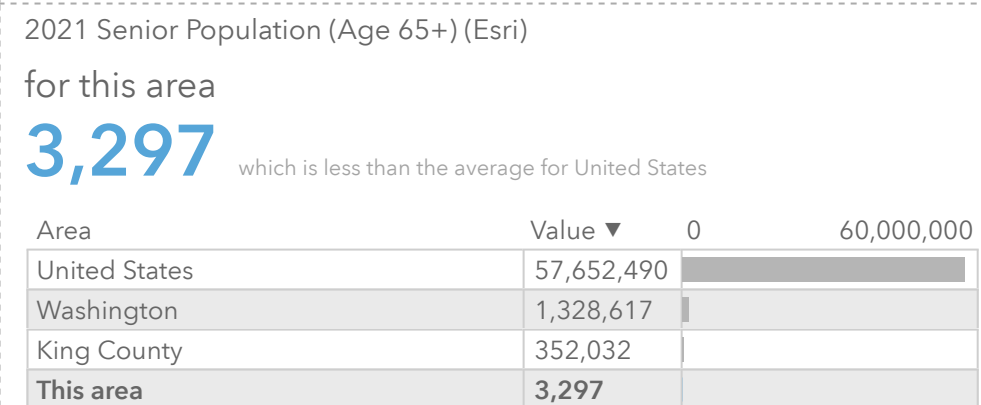 2021 Senior Population (Age 65+) (Esri)
for this area
3,297 which is less than the average for United States
Area Value ▼ 0 60,000,000
United States 57,652,490
Washington 1,328,617
King County 352,032
This area 3,297